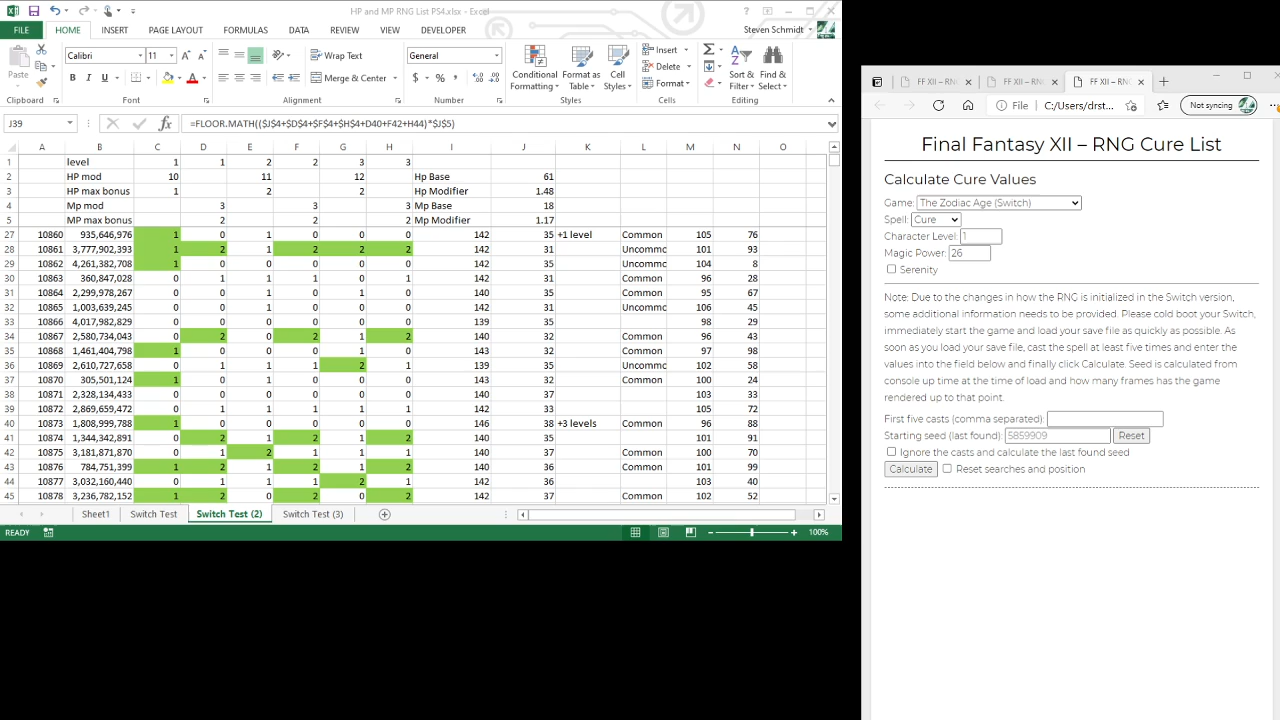 HP and MP RNG List PS4.xlsx - Excel
FILE HOME INSERT PAGE LAYOUT FORMULAS DATA REVIEW VIEW DEVELOPER Steven Schmidt
Paste Calibri 11 Wrap Text General Conditional Formatting Format as Table Cell Styles Insert Sort & Filter Find & Select
B I U A Merge & Center $ % Delete
Format
Clipboard Font Alignment Number Styles Cells Editing
J39 fx =FLOOR.MATH(($J$4+$D$4+$F$4+$H$4+D40+F42+H44)*$J$5)
A B C D E F G H I J K L M N O
1 level 1 1 2 2 3 3
2 HP mod 10 11 12 Hp Base 61
3 HP max bonus 1 2 2 Hp Modifier 1.48
4 Mp mod 3 3 3 Mp Base 18
5 MP max bonus 2 2 2 Mp Modifier 1.17
27 10860 935,646,976 1 0 1 0 0 0 142 35 +1 level Common 105 76
28 10861 3,777,902,393 1 2 1 2 2 2 142 31 Uncommc 101 93
29 10862 4,261,382,708 1 0 0 0 0 0 142 35 Uncommc 104 8
30 10863 360,847,028 0 1 1 1 0 1 142 31 Common 96 28
31 10864 2,299,978,267 0 0 1 0 1 0 140 35 Common 95 67
32 10865 1,003,639,245 0 1 0 1 0 1 142 31 Uncommc 106 45
33 10866 4,017,982,829 0 0 0 0 0 0 139 35 98 29
34 10867 2,580,734,043 0 2 0 2 1 2 140 32 Common 96 43
35 10868 1,461,404,798 1 0 0 0 1 0 143 32 Common 97 98
36 10869 2,610,727,658 0 1 1 1 2 1 139 35 Uncommc 102 58
37 10870 305,501,124 1 0 1 0 0 0 143 32 Common 100 24
38 10871 2,328,134,433 0 0 0 0 0 0 140 37 103 33
39 10872 2,869,659,472 0 1 1 1 1 1 142 33 105 72
40 10873 1,808,999,788 1 0 0 0 0 0 146 38 +3 levels Common 96 88
41 10874 1,344,342,891 0 2 1 2 1 2 140 35 101 91
42 10875 3,181,871,870 0 1 2 1 0 1 140 37 Common 100 70
43 10876 784,751,399 1 2 1 2 1 2 140 36 Common 101 99
44 10877 3,032,160,440 0 1 1 1 2 1 142 36 103 40
45 10878 3,236,782,152 1 2 0 2 0 2 142 37 Common 102 52
Sheet1 Switch Test Switch Test (2) Switch Test (3)
READY 100%
FF XII – RN FF XII – RN FF XII – RN
File C:/Users/drst... Not syncing
Final Fantasy XII – RNG Cure List
Calculate Cure Values
Game: The Zodiac Age (Switch)
Spell: Cure
Character Level: 1
Magic Power: 26
Serenity
Note: Due to the changes in how the RNG is initialized in the Switch version,
some additional information needs to be provided. Please cold boot your Switch,
immediately start the game and load your save file as quickly as possible. As
soon as you load your save file, cast the spell at least five times and enter the
values into the field below and finally click Calculate. Seed is calculated from
console up time at the time of load and how many frames has the game
rendered up to that point.
First five casts (comma separated):
Starting seed (last found): 5859909 Reset
Ignore the casts and calculate the last found seed
Calculate Reset searches and position